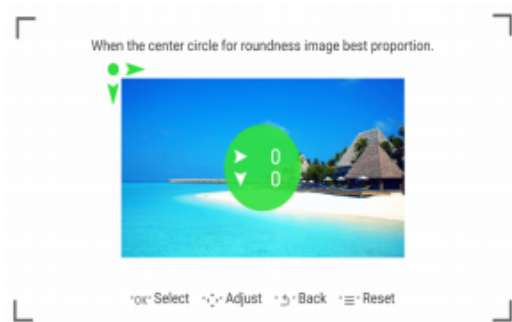 When the center circle for roundness image best proportion.
0
0
OK Select Adjust Back Reset